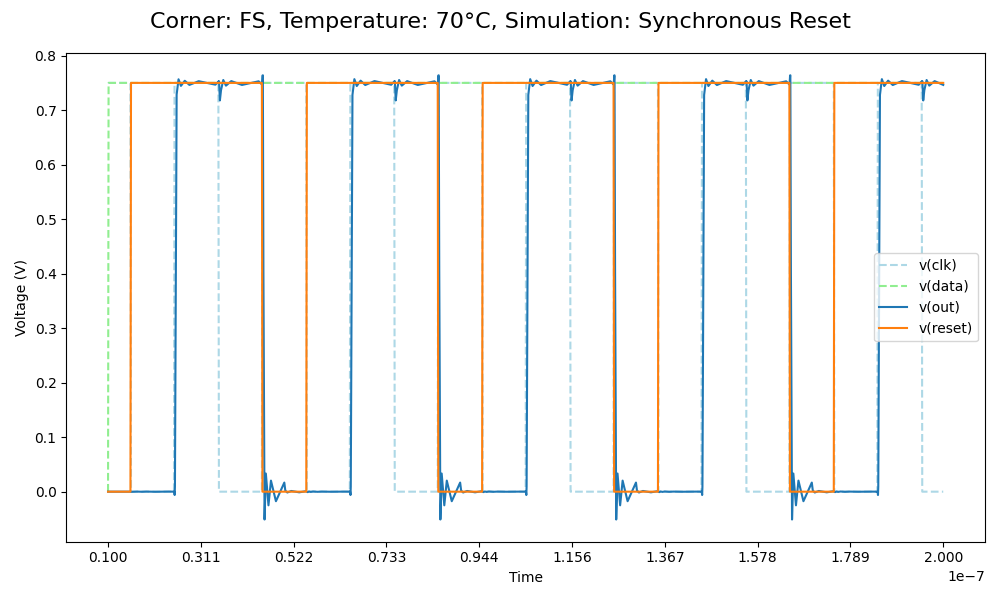 Corner: FS, Temperature: 70°C, Simulation: Synchronous Reset
Voltage (V)
0.8
0.7
0.6
0.5
0.4
0.3
0.2
0.1
0.0
v(clk)
v(data)
v(out)
v(reset)
0.100 0.311 0.522 0.733 0.944 1.156 1.367 1.578 1.789 2.000
Time
1e−7